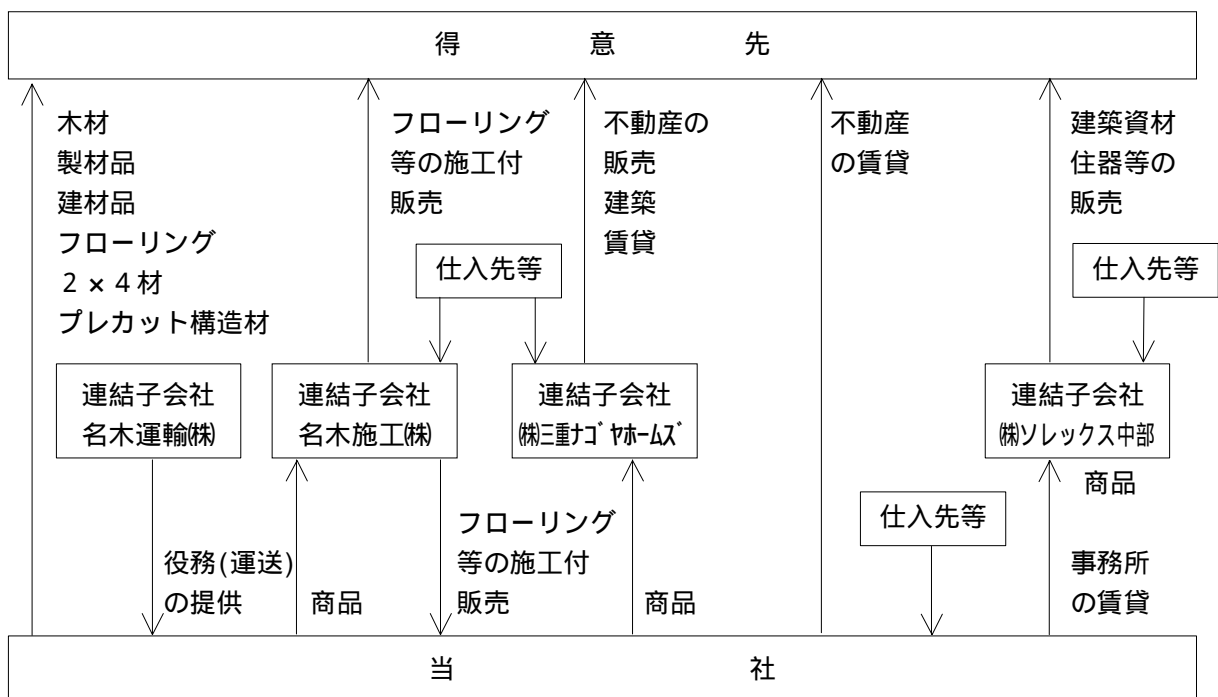 得意先
木材
製材品
建材品
フローリング
2×4材
プレカット構造材
フローリング
等の施工付
販売
不動産の
販売
建築
賃貸
不動産
の賃貸
建築資材
住器等の
販売
仕入先等
仕入先等
連結子会社
名木運輸㈱
連結子会社
名木施工㈱
連結子会社
㈱三重ナゴヤホームズ
連結子会社
㈱ソレックス中部
役務(運送)
の提供
商品
フローリング
等の施工付
販売
商品
仕入先等
商品
事務所
の賃貸
当社